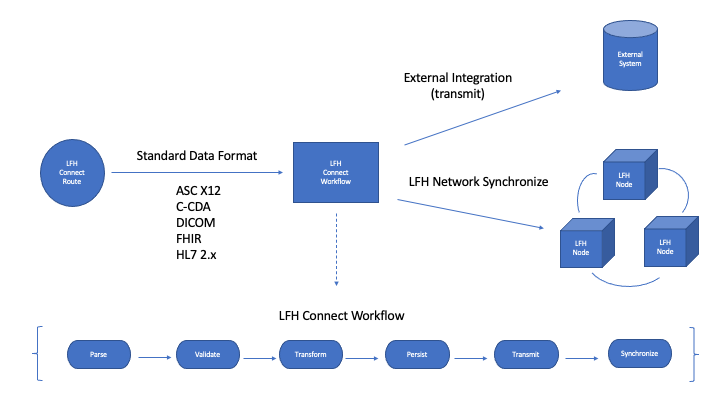 External
System
External Integration
(transmit)
LFH
Connect
Route
Standard Data Format
ASC X12
C-CDA
DICOM
FHIR
HL7 2.x
LFH
Connect
Workflow
LFH Network Synchronize
LFH
Node
LFH
Node
LFH
Node
LFH Connect Workflow
Parse
Validate
Transform
Persist
Transmit
Synchronize